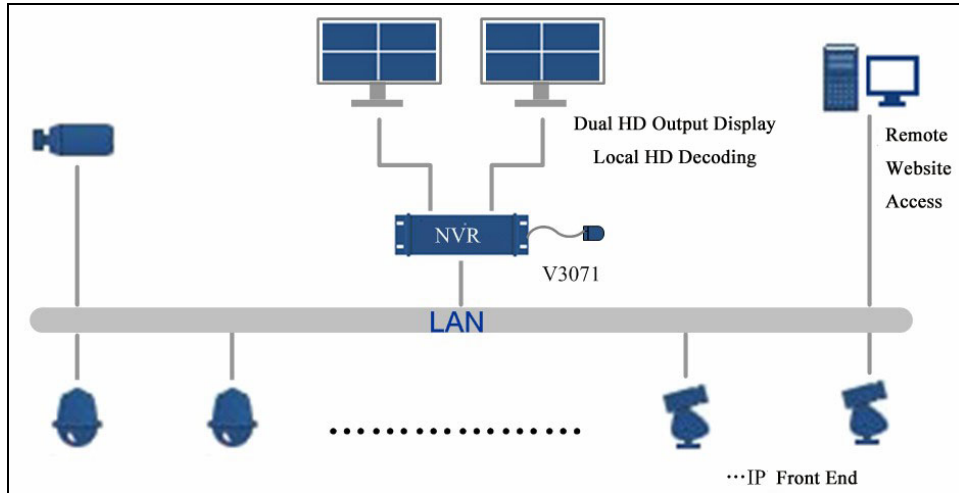 Dual HD Output Display
Local HD Decoding
Remote
Website
Access
NVR
V3071
LAN
···IP Front End